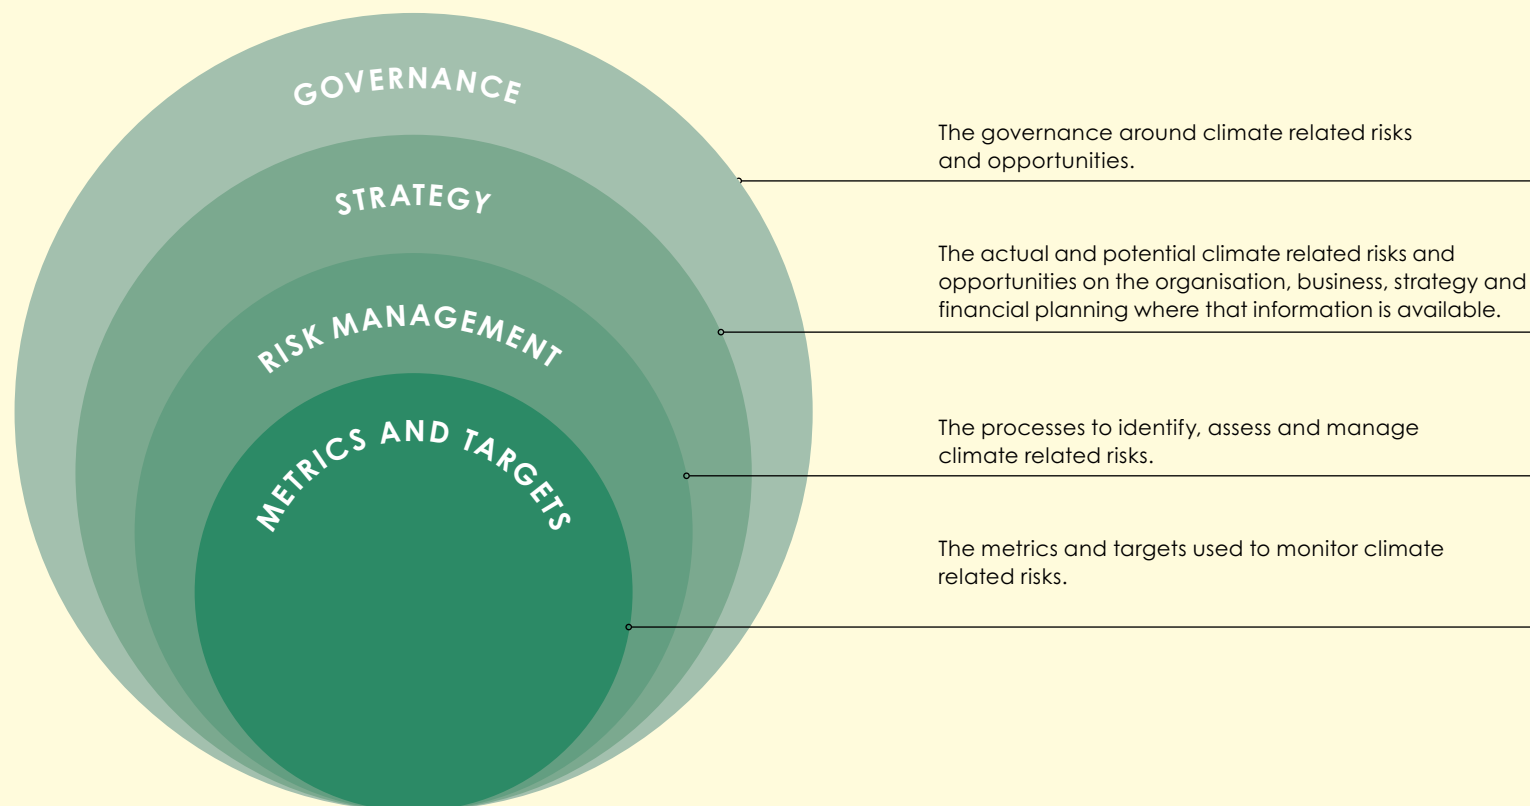 GOVERNANCE
The governance around climate related risks
and opportunities.
STRATEGY
The actual and potential climate related risks and
opportunities on the organisation, business, strategy and
financial planning where that information is available.
RISK MANAGEMENT
The processes to identify, assess and manage
climate related risks.
METRICS AND TARGETS
The metrics and targets used to monitor climate
related risks.